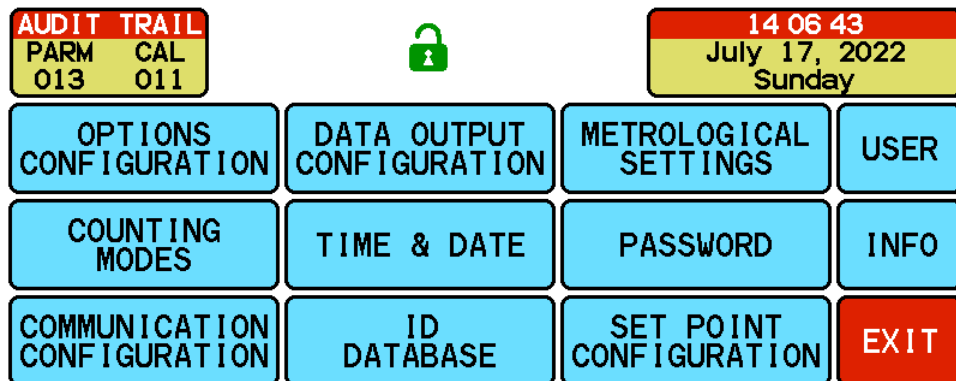 AUDIT TRAIL
PARM CAL
013 011
14 06 43
July 17, 2022
Sunday
OPTIONS
CONFIGURATION
DATA OUTPUT
CONFIGURATION
METROLOGICAL
SETTINGS
USER
COUNTING
MODES
TIME & DATE
PASSWORD
INFO
COMMUNICATION
CONFIGURATION
ID
DATABASE
SET POINT
CONFIGURATION
EXIT